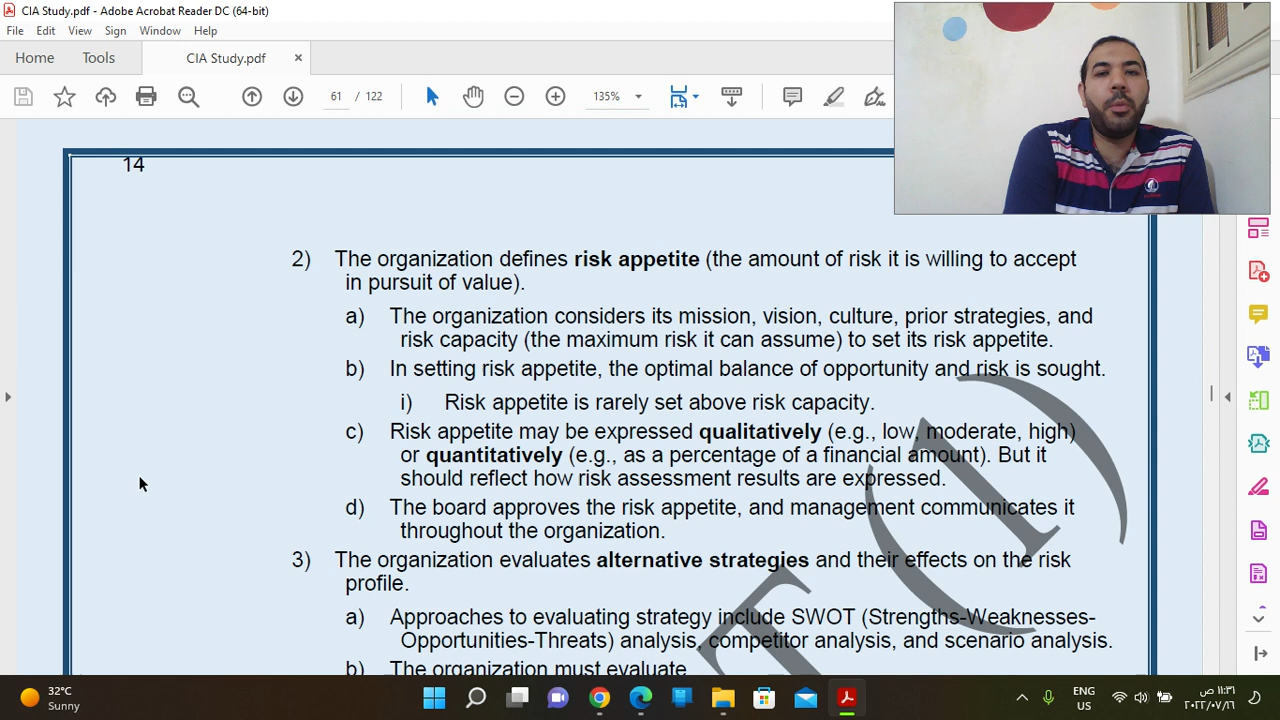 CIA Study.pdf - Adobe Acrobat Reader DC (64-bit)
File Edit View Sign Window Help
Home Tools CIA Study.pdf ×
61 / 122 135%
14
2) The organization defines risk appetite (the amount of risk it is willing to accept
in pursuit of value).
a) The organization considers its mission, vision, culture, prior strategies, and
risk capacity (the maximum risk it can assume) to set its risk appetite.
b) In setting risk appetite, the optimal balance of opportunity and risk is sought.
i) Risk appetite is rarely set above risk capacity.
c) Risk appetite may be expressed qualitatively (e.g., low, moderate, high)
or quantitatively (e.g., as a percentage of a financial amount). But it
should reflect how risk assessment results are expressed.
d) The board approves the risk appetite, and management communicates it
throughout the organization.
3) The organization evaluates alternative strategies and their effects on the risk
profile.
a) Approaches to evaluating strategy include SWOT (Strengths-Weaknesses-
Opportunities-Threats) analysis, competitor analysis, and scenario analysis.
b) The organization must evaluate
T (I)
32°C
Sunny
ENG
US
١١:٣١ ص
٢٠٢٢/٠٧/١٦